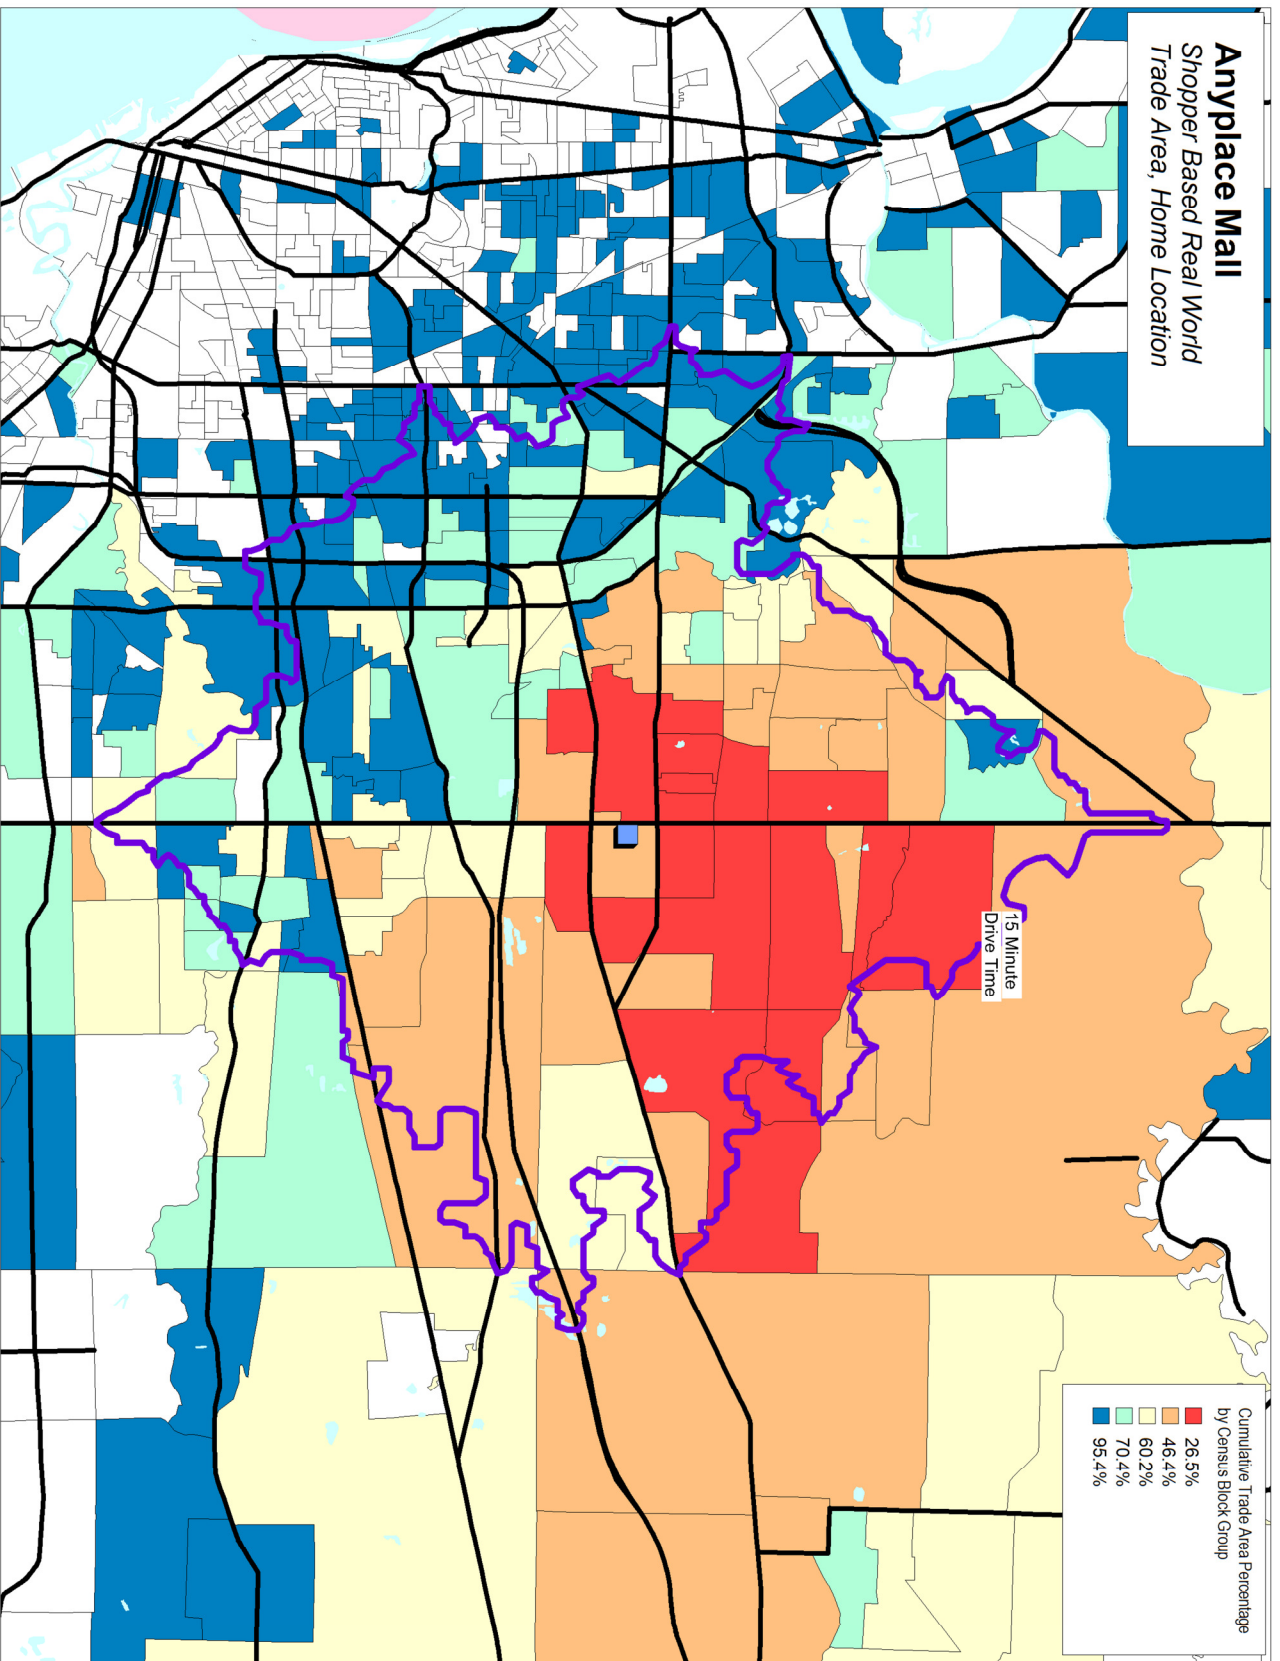 Anyplace Mall
Shopper Based Real World
Trade Area, Home Location
15 Minute
Drive Time
Cumulative Trade Area Percentage
by Census Block Group
26.5%
46.4%
60.2%
70.4%
95.4%